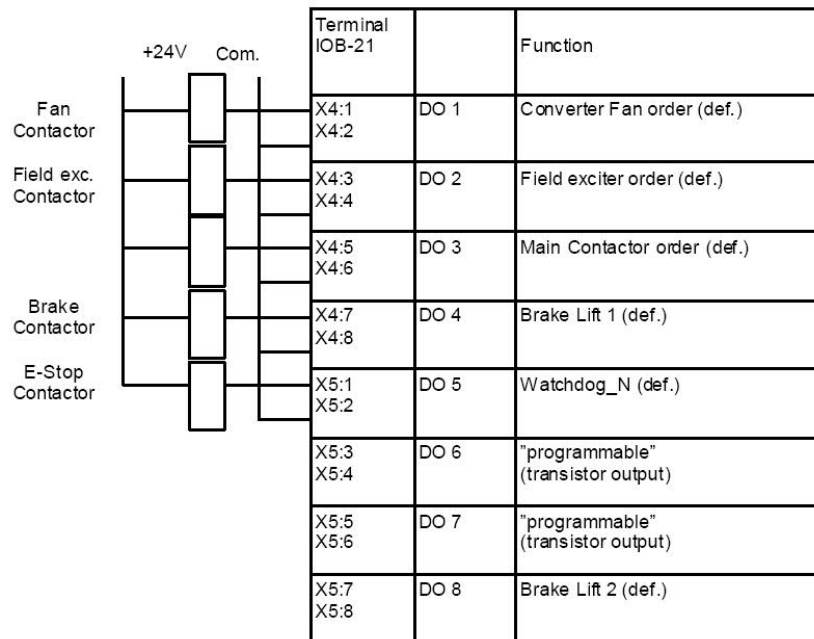 +24V Com.
Terminal
IOB-21
Function
Fan
Contactor
X4:1
X4:2
DO 1
Converter Fan order (def.)
Field exc.
Contactor
X4:3
X4:4
DO 2
Field exciter order (def.)
X4:5
X4:6
DO 3
Main Contactor order (def.)
Brake
Contactor
X4:7
X4:8
DO 4
Brake Lift 1 (def.)
E-Stop
Contactor
X5:1
X5:2
DO 5
Watchdog_N (def.)
X5:3
X5:4
DO 6
”programmable”
(transistor output)
X5:5
X5:6
DO 7
”programmable”
(transistor output)
X5:7
X5:8
DO 8
Brake Lift 2 (def.)